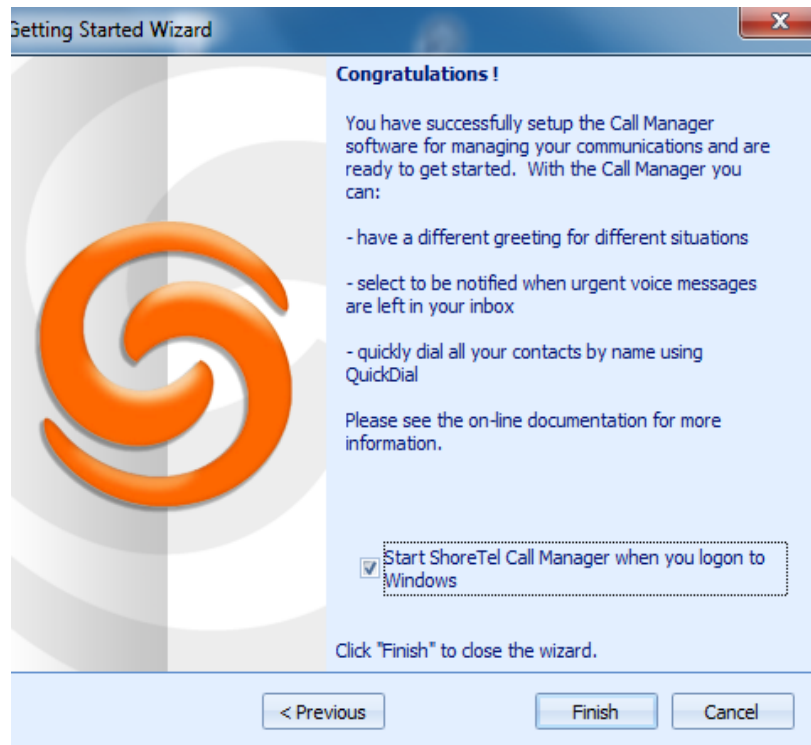 Getting Started Wizard
X
Congratulations !
You have successfully setup the Call Manager
software for managing your communications and are
ready to get started.  With the Call Manager you
can:
- have a different greeting for different situations
- select to be notified when urgent voice messages
are left in your inbox
- quickly dial all your contacts by name using
QuickDial
Please see the on-line documentation for more
information.
Start ShoreTel Call Manager when you logon to
Windows
Click "Finish" to close the wizard.
< Previous
Finish
Cancel